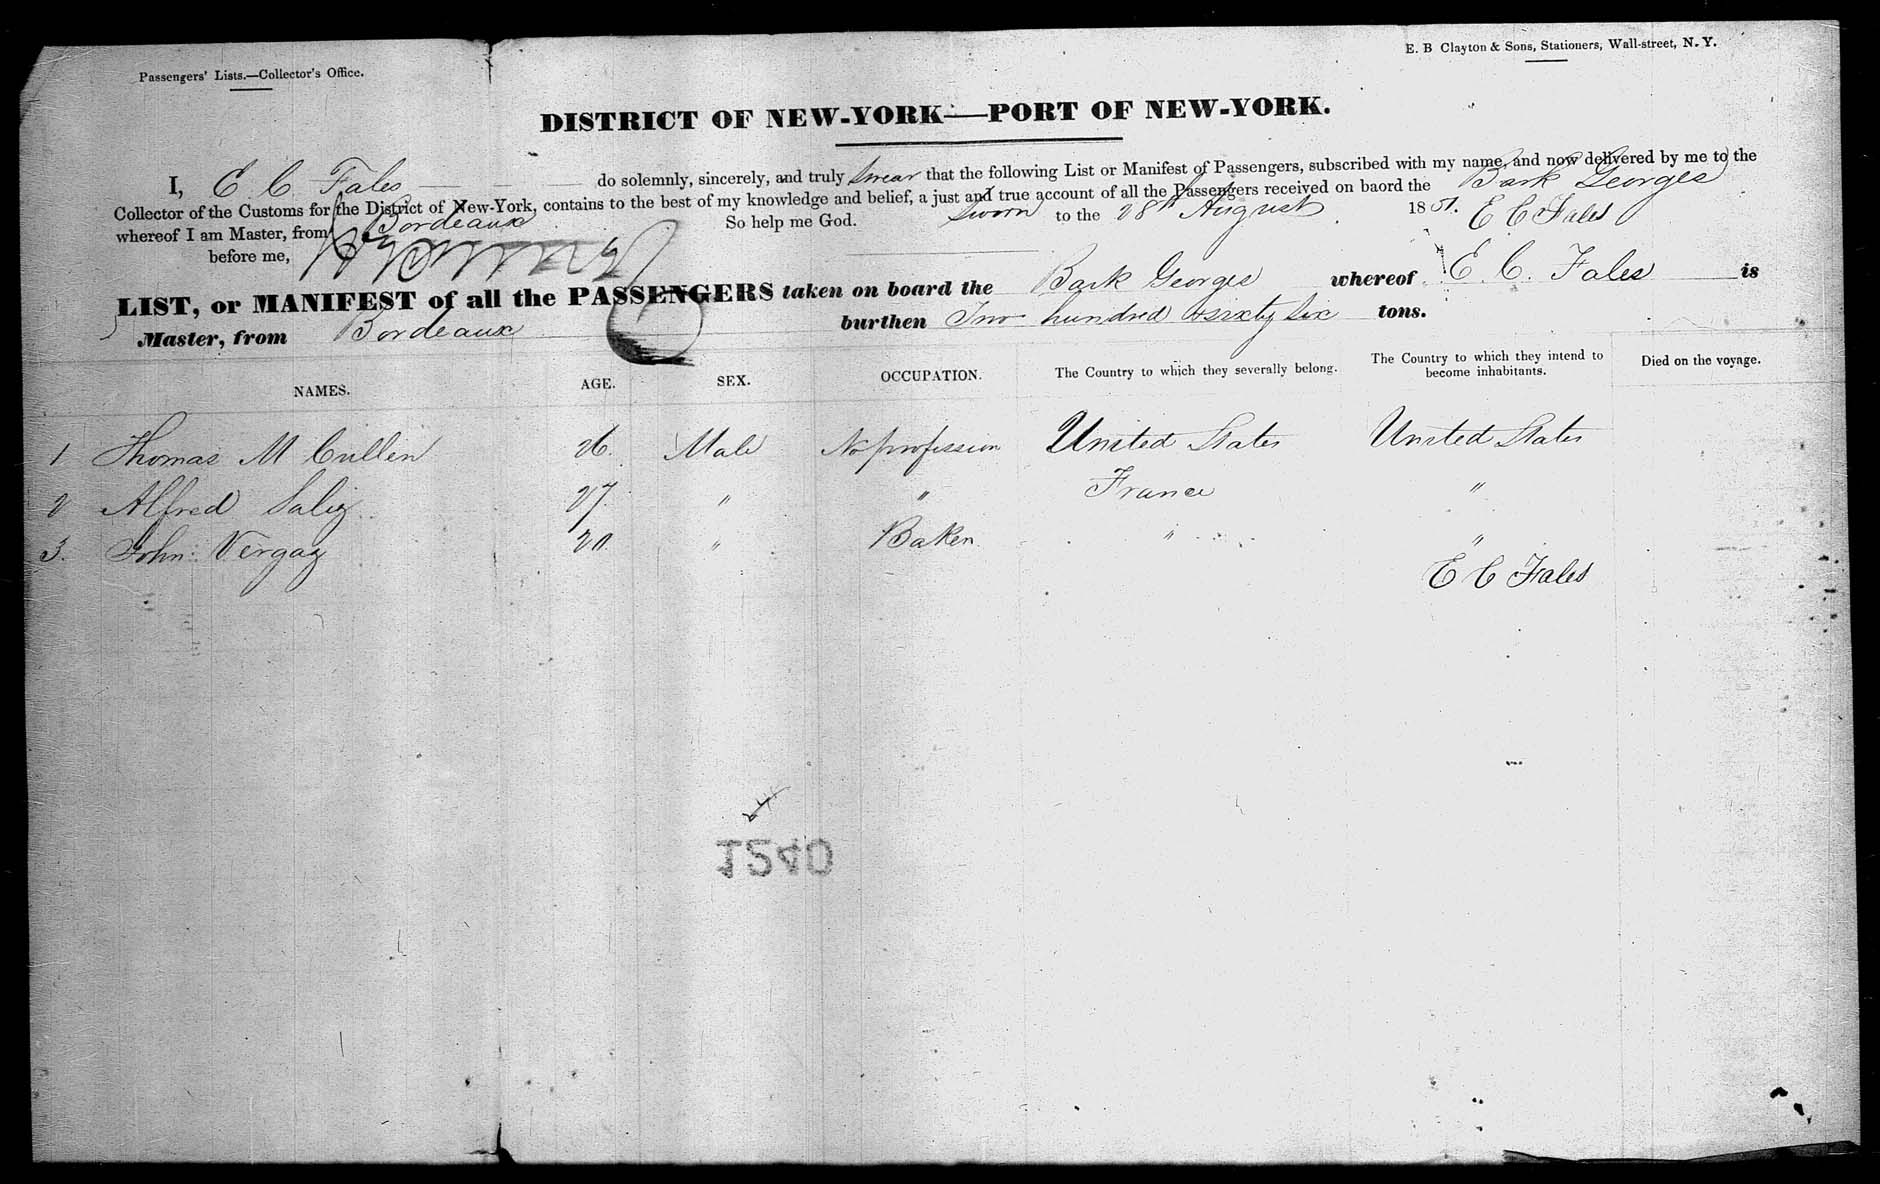 Passengers' Lists.—Collector's Office.
E. B Clayton & Sons, Stationers, Wall-street, N. Y.
DISTRICT OF NEW-YORK—PORT OF NEW-YORK.
I, E. C. Fales do solemnly, sincerely, and truly swear that the following List or Manifest of Passengers, subscribed with my name, and now delivered by me to the
Collector of the Customs for the District of New-York, contains to the best of my knowledge and belief, a just and true account of all the Passengers received on baord the Bark Georges
whereof I am Master, from Bordeaux. So help me God. Sworn to the 28th August 1851. E C Fales
before me,
LIST, or MANIFEST of all the PASSENGERS taken on board the Bark Georges whereof E. C. Fales is
Master, from Bordeaux burthen Two hundred & sixty six tons.
NAMES. AGE. SEX. OCCUPATION. The Country to which they severally belong. The Country to which they intend to become inhabitants. Died on the voyage.
1 Thomas M Cullen 26. Male No profession United States United States
2 Alfred 27. " " France "
3. John Vergaz 20. " Baker " "
E C Fales
1240